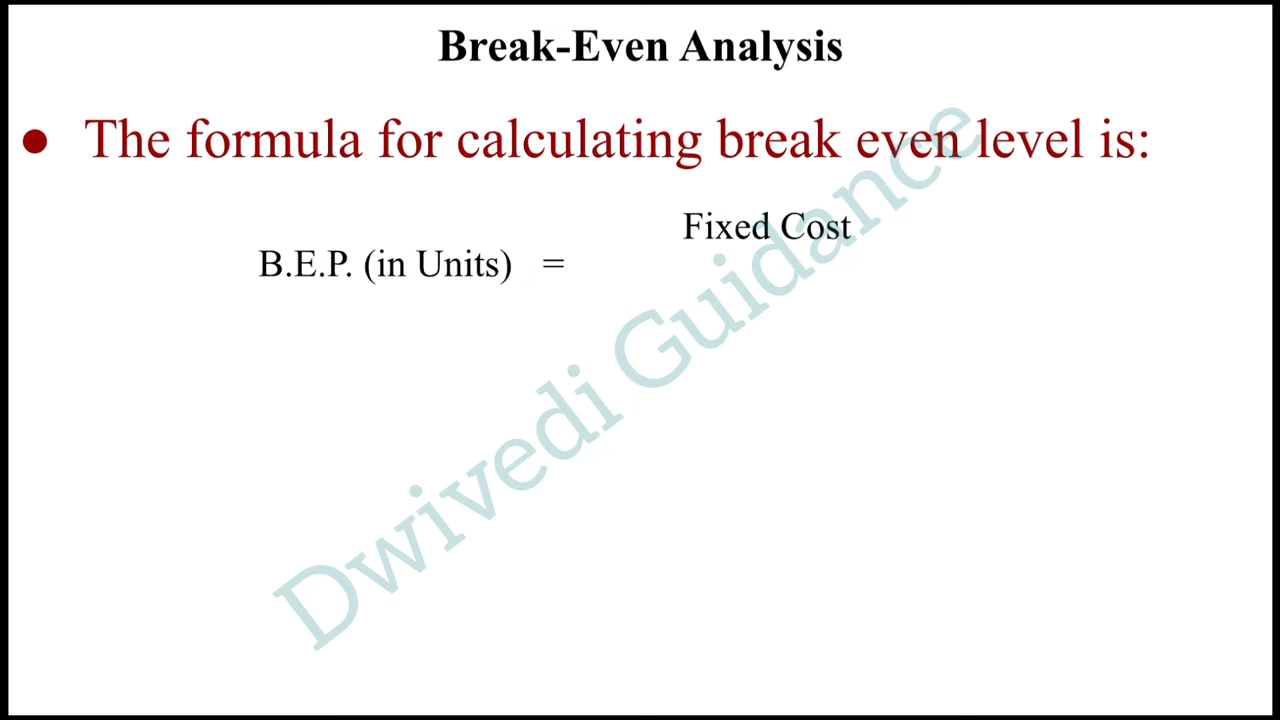 Break-Even Analysis
● The formula for calculating break even level is:
Fixed Cost
B.E.P. (in Units) =
Dwivedi Guidance